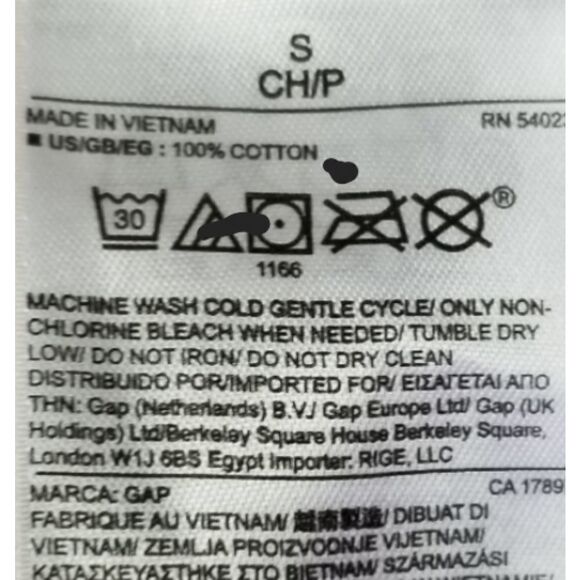 S
CH/P
MADE IN VIETNAM RN 5402
US/GB/EG : 100% COTTON
30
®
1166
MACHINE WASH COLD GENTLE CYCLE/ ONLY NON-
CHLORINE BLEACH WHEN NEEDED/ TUMBLE DRY
LOW/ DO NOT IRON/ DO NOT DRY CLEAN
DISTRIBUIDO POR/IMPORTED FOR/ ΕΙΣΑΓΕΤΑΙ ΑΠΟ
ΤΗΝ: Gap (Netherlands) B.V./ Gap Europe Ltd/ Gap (UK
Holdings) Ltd/Berkeley Square House Berkeley Square,
London W1J 6BS Egypt Importer: RIGE, LLC
MARCA: GAP CA 1789
FABRIQUE AU VIETNAM/ 越南製造/ DIBUAT DI
VIETNAM/ ZEMLJA PROIZVODNJE VIJETNAM/
ΚΑΤΑΣΚΕΥΑΣΤΗΚΕ ΣΤΟ ΒΙΕΤΝΑΜ/ SZÁRMAZÁSI